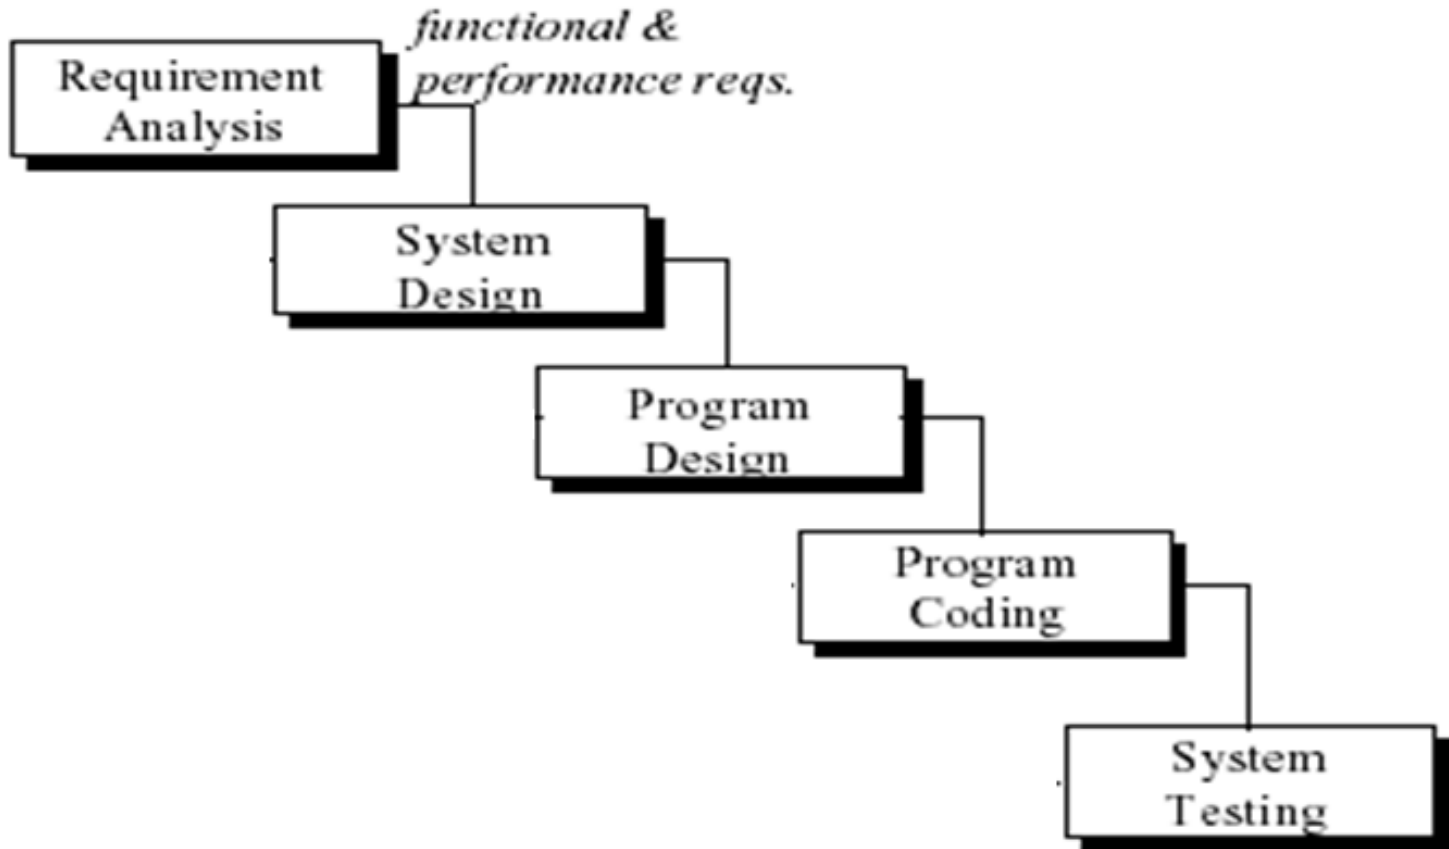 functional &
performance reqs.
Requirement
Analysis
System
Design
Program
Design
Program
Coding
System
Testing